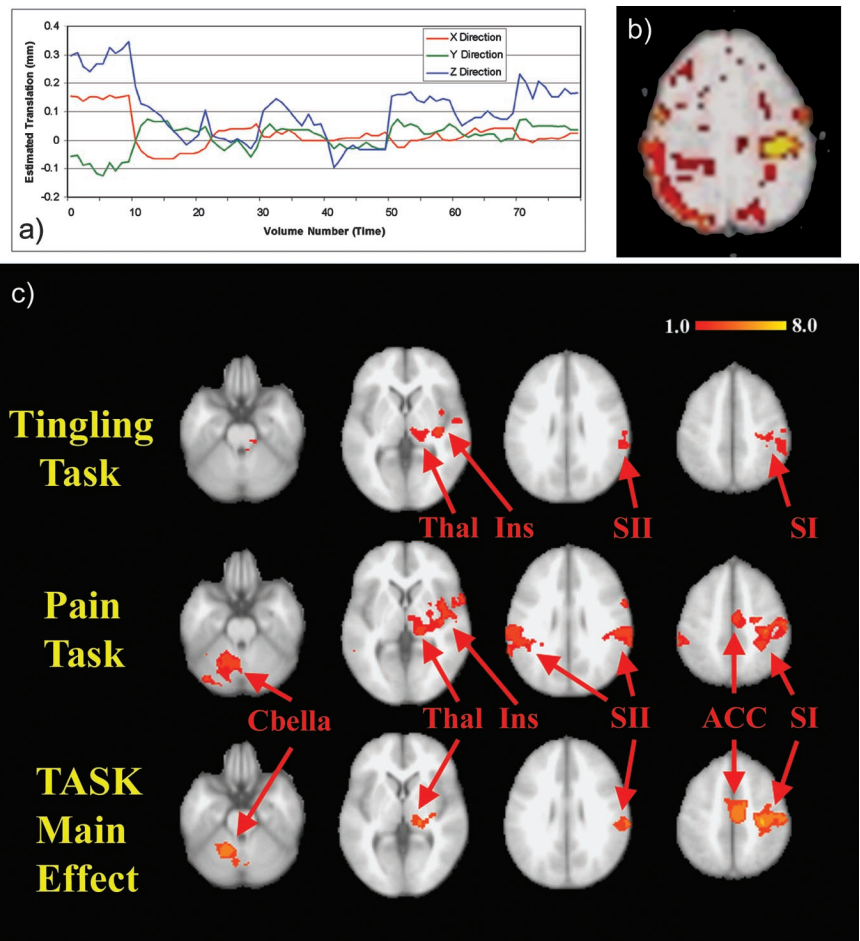 a)
Estimated Translation (mm)
0.4
0.3
0.2
0.1
0
-0.1
-0.2
X Direction
Y Direction
Z Direction
0 10 20 30 40 50 60 70
Volume Number (Time)
b)
c)
1.0 8.0
Tingling
Task
Thal Ins SII SI
Pain
Task
Cbella Thal Ins SII ACC SI
TASK
Main
Effect